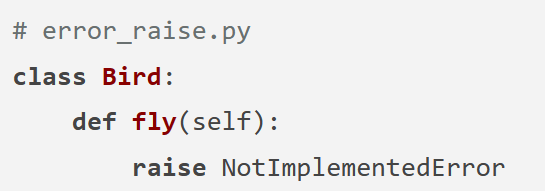 # error_raise.py
class Bird:
    def fly(self):
        raise NotImplementedError